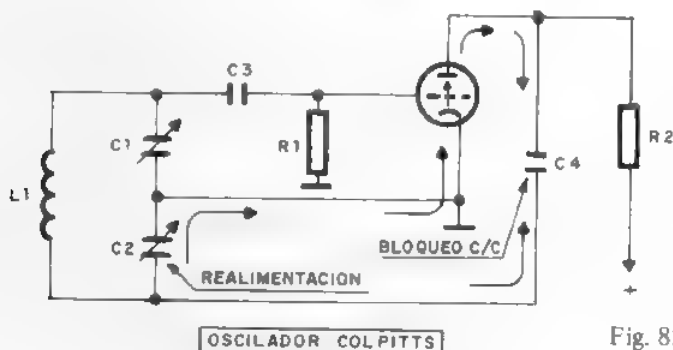 C3
C1
R1
L1
C2
C4
R2
BLOQUEO C/C
REALIMENTACION
+
OSCILADOR COLPITTS
Fig. 8